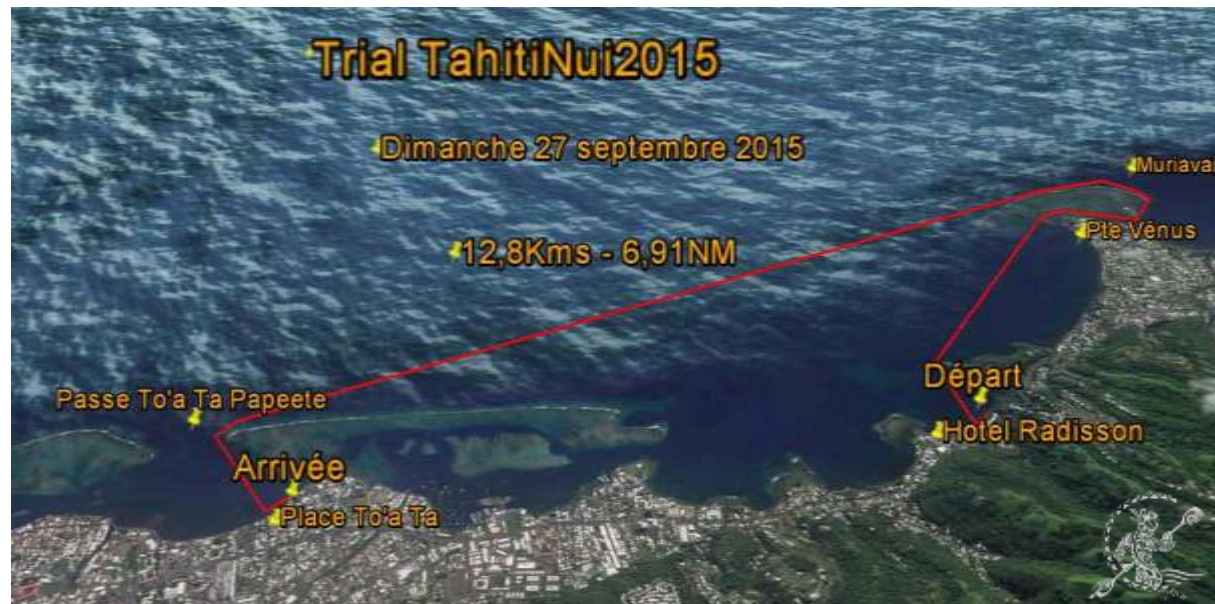 Trial TahitiNui2015
Dimanche 27 septembre 2015
Muriavai
Pte Vénus
12,8Kms - 6,91NM
Départ
Passe To'a Ta Papeete
Hotel Radisson
Arrivée
Place To'a Ta